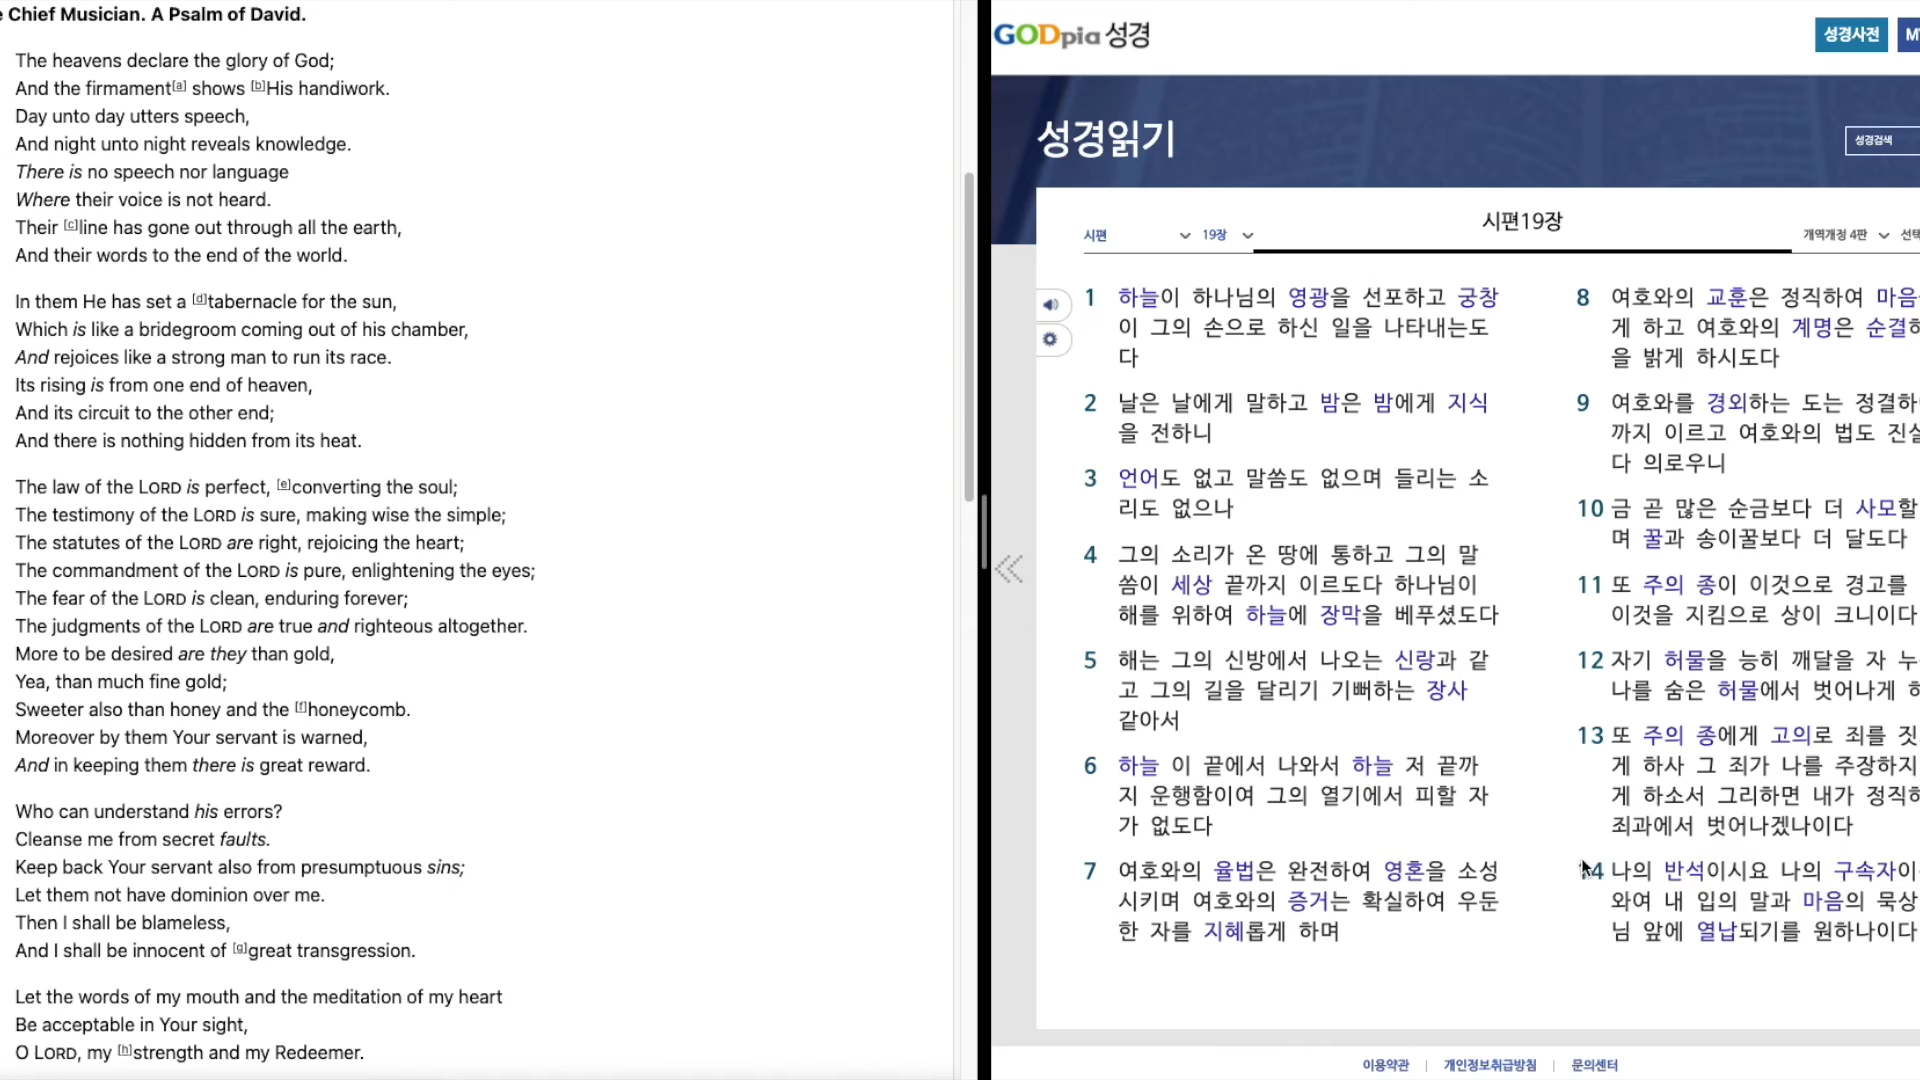 Chief Musician. A Psalm of David.
The heavens declare the glory of God;
And the firmament[a] shows [b]His handiwork.
Day unto day utters speech,
And night unto night reveals knowledge.
There is no speech nor language
Where their voice is not heard.
Their [c]line has gone out through all the earth,
And their words to the end of the world.
In them He has set a [d]tabernacle for the sun,
Which is like a bridegroom coming out of his chamber,
And rejoices like a strong man to run its race.
Its rising is from one end of heaven,
And its circuit to the other end;
And there is nothing hidden from its heat.
The law of the LORD is perfect, [e]converting the soul;
The testimony of the LORD is sure, making wise the simple;
The statutes of the LORD are right, rejoicing the heart;
The commandment of the LORD is pure, enlightening the eyes;
The fear of the LORD is clean, enduring forever;
The judgments of the LORD are true and righteous altogether.
More to be desired are they than gold,
Yea, than much fine gold;
Sweeter also than honey and the [f]honeycomb.
Moreover by them Your servant is warned,
And in keeping them there is great reward.
Who can understand his errors?
Cleanse me from secret faults.
Keep back Your servant also from presumptuous sins;
Let them not have dominion over me.
Then I shall be blameless,
And I shall be innocent of [g]great transgression.
Let the words of my mouth and the meditation of my heart
Be acceptable in Your sight,
O LORD, my [h]strength and my Redeemer.
GODpia 성경
성경사전
성경읽기
성경검색
시편19장
시편 19장
개역개정 4판
1 하늘이 하나님의 영광을 선포하고 궁창
이 그의 손으로 하신 일을 나타내는도
다
2 날은 날에게 말하고 밤은 밤에게 지식
을 전하니
3 언어도 없고 말씀도 없으며 들리는 소
리도 없으나
4 그의 소리가 온 땅에 통하고 그의 말
씀이 세상 끝까지 이르도다 하나님이
해를 위하여 하늘에 장막을 베푸셨도다
5 해는 그의 신방에서 나오는 신랑과 같
고 그의 길을 달리기 기뻐하는 장사
같아서
6 하늘 이 끝에서 나와서 하늘 저 끝까
지 운행함이여 그의 열기에서 피할 자
가 없도다
7 여호와의 율법은 완전하여 영혼을 소성
시키며 여호와의 증거는 확실하여 우둔
한 자를 지혜롭게 하며
8 여호와의 교훈은 정직하여 마음
게 하고 여호와의 계명은 순결
을 밝게 하시도다
9 여호와를 경외하는 도는 정결하
까지 이르고 여호와의 법도 진실
다 의로우니
10 금 곧 많은 순금보다 더 사모할
며 꿀과 송이꿀보다 더 달도다
11 또 주의 종이 이것으로 경고를
이것을 지킴으로 상이 크니이다
12 자기 허물을 능히 깨달을 자 누
나를 숨은 허물에서 벗어나게
13 또 주의 종에게 고의로 죄를 짓
게 하사 그 죄가 나를 주장하지
게 하소서 그리하면 내가 정직
죄과에서 벗어나겠나이다
14 나의 반석이시요 나의 구속자이
와여 내 입의 말과 마음의 묵상
님 앞에 열납되기를 원하나이다
이용약관 | 개인정보취급방침 | 문의센터